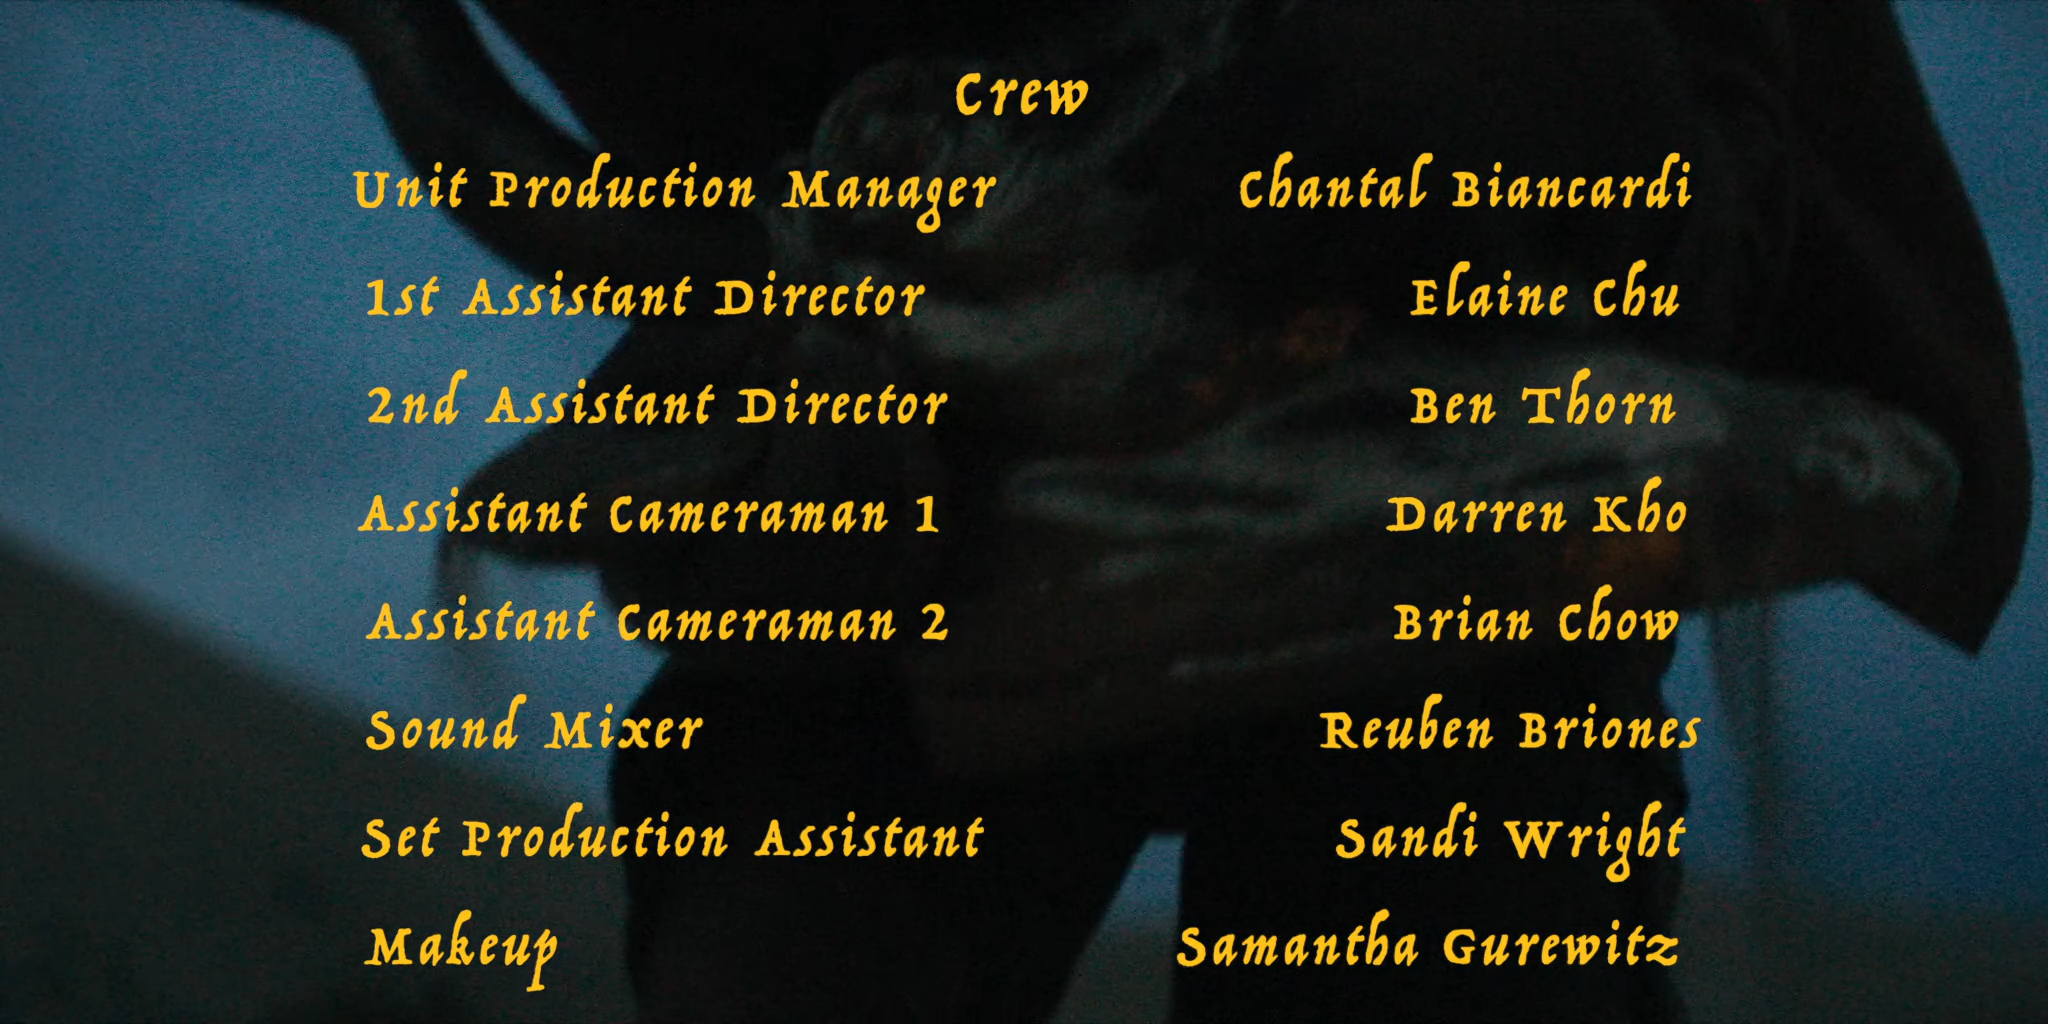 Crew
Unit Production Manager Chantal Biancardi
1st Assistant Director Elaine Chu
2nd Assistant Director Ben Thorn
Assistant Cameraman 1 Darren Kho
Assistant Cameraman 2 Brian Chow
Sound Mixer Reuben Briones
Set Production Assistant Sandi Wright
Makeup Samantha Gurewitz